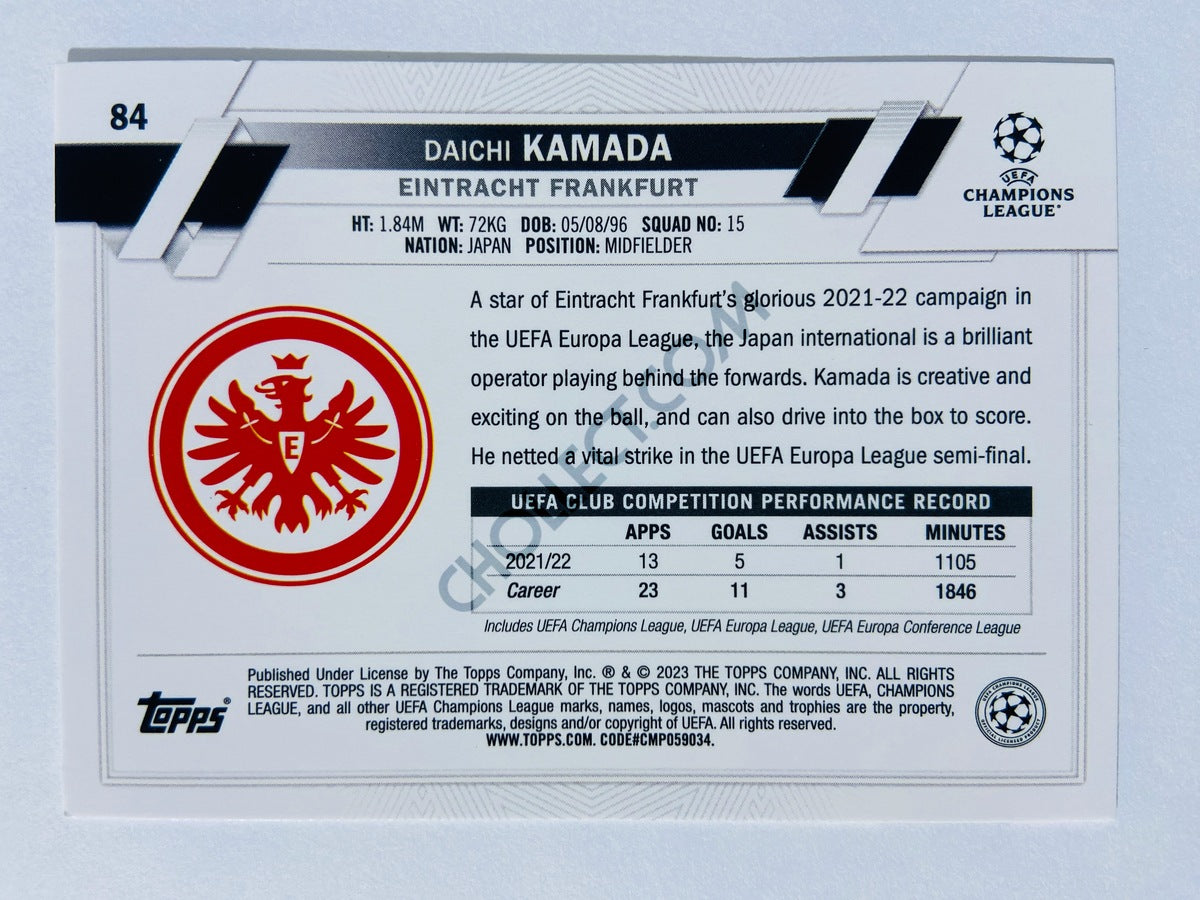 84
DAICHI KAMADA
EINTRACHT FRANKFURT
HT: 1.84M WT: 72KG DOB: 05/08/96 SQUAD NO: 15
NATION: JAPAN POSITION: MIDFIELDER
UEFA
CHAMPIONS
LEAGUE®
A star of Eintracht Frankfurt's glorious 2021-22 campaign in
the UEFA Europa League, the Japan international is a brilliant
operator playing behind the forwards. Kamada is creative and
exciting on the ball, and can also drive into the box to score.
He netted a vital strike in the UEFA Europa League semi-final.
E
UEFA CLUB COMPETITION PERFORMANCE RECORD
APPS GOALS ASSISTS MINUTES
2021/22 13 5 1 1105
Career 23 11 3 1846
Includes UEFA Champions League, UEFA Europa League, UEFA Europa Conference League
CHOLLECT.COM
Published Under License by The Topps Company, Inc. ® & © 2023 THE TOPPS COMPANY, INC. ALL RIGHTS
RESERVED. TOPPS IS A REGISTERED TRADEMARK OF THE TOPPS COMPANY, INC. The words UEFA, CHAMPIONS
LEAGUE, and all other UEFA Champions League marks, names, logos, mascots and trophies are the property,
registered trademarks, designs and/or copyright of UEFA. All rights reserved.
WWW.TOPPS.COM. CODE#CMP059034.
Topps®
UEFA CHAMPIONS LEAGUE
OFFICIAL LICENSED PRODUCT